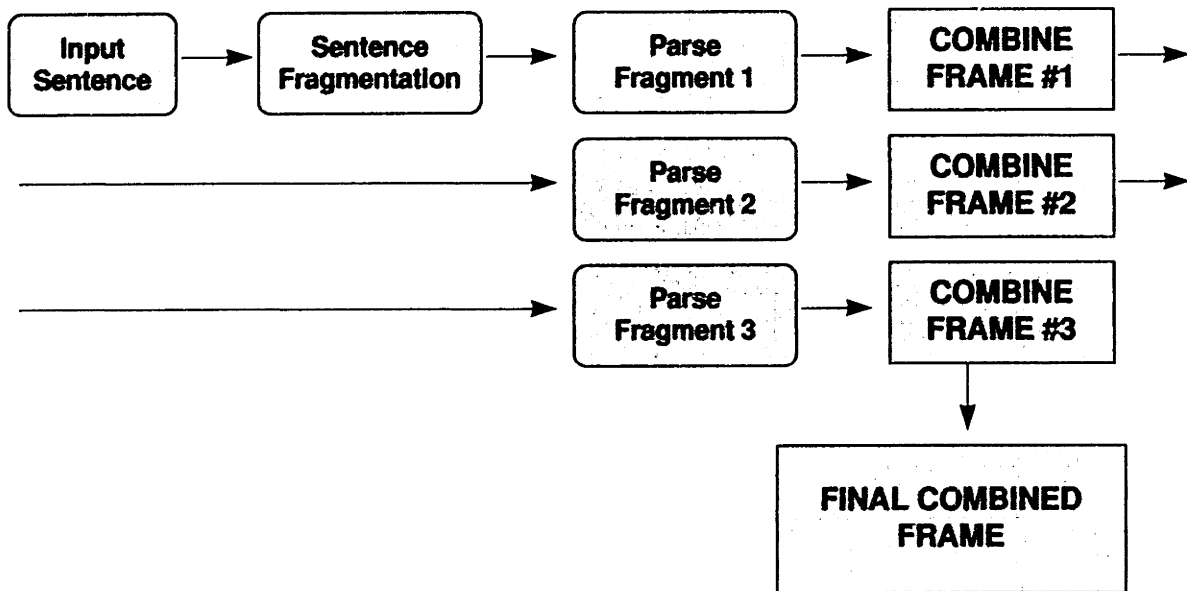 Input
Sentence
Sentence
Fragmentation
Parse
Fragment 1
COMBINE
FRAME #1
Parse
Fragment 2
COMBINE
FRAME #2
Parse
Fragment 3
COMBINE
FRAME #3
FINAL COMBINED
FRAME